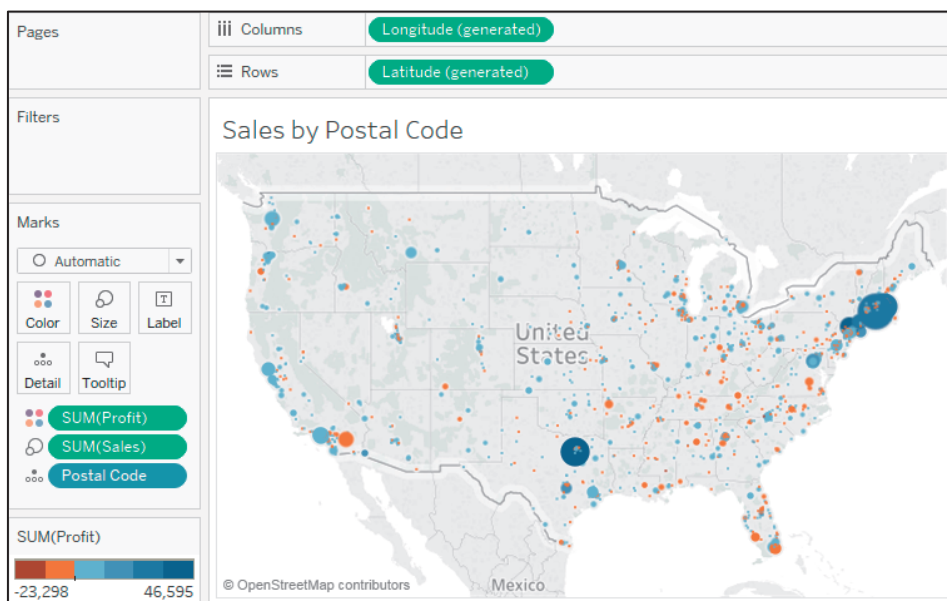 Pages
Columns
Longitude (generated)
Rows
Latitude (generated)
Filters
Sales by Postal Code
Marks
Automatic
Color
Size
T
Label
Detail
Tooltip
SUM(Profit)
SUM(Sales)
Postal Code
SUM(Profit)
-23,298
46,595
United
States
Mexico
© OpenStreetMap contributors